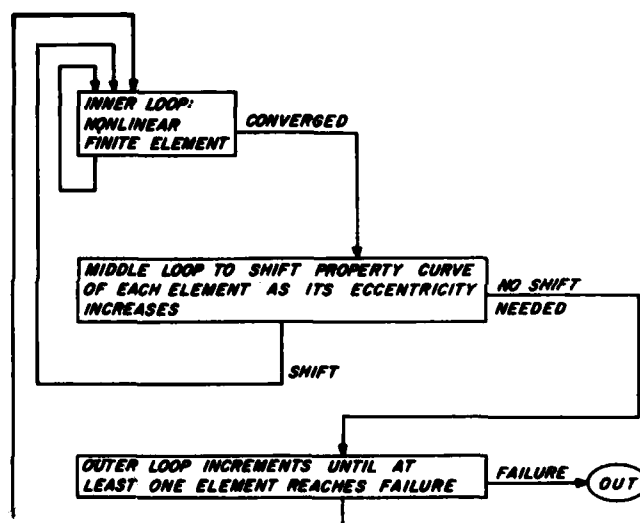 INNER LOOP:
NONLINEAR
FINITE ELEMENT
CONVERGED
MIDDLE LOOP TO SHIFT PROPERTY CURVE
OF EACH ELEMENT AS ITS ECCENTRICITY
INCREASES
NO SHIFT
NEEDED
SHIFT
OUTER LOOP INCREMENTS UNTIL AT
LEAST ONE ELEMENT REACHES FAILURE
FAILURE
OUT